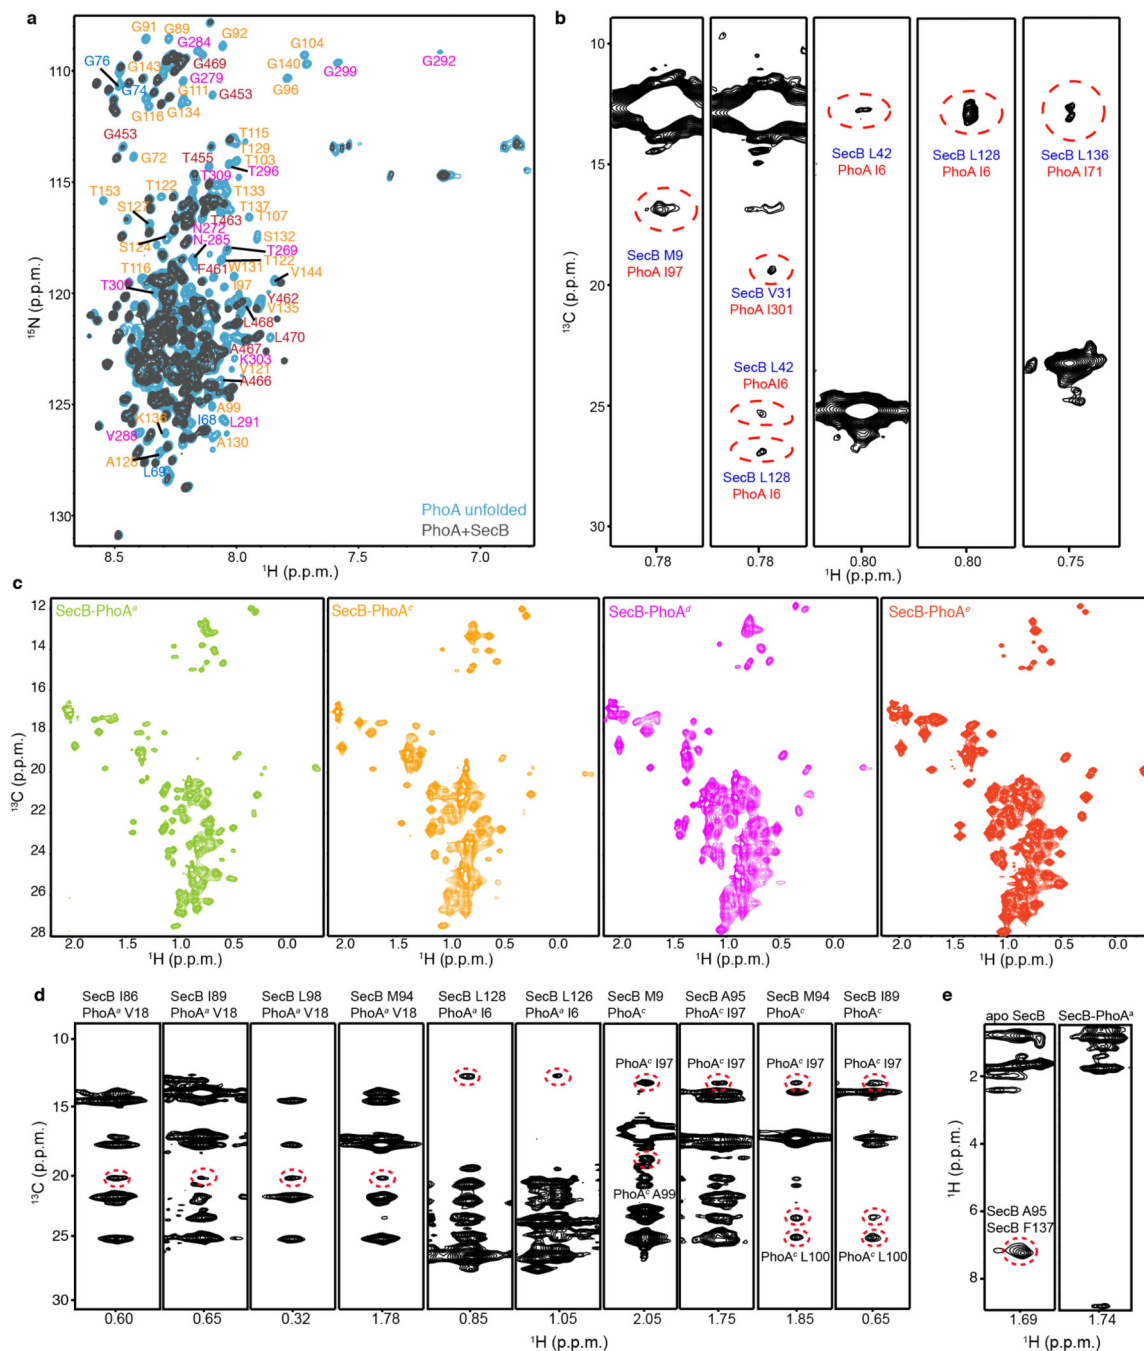 a
G91
G89
G92
G284
G104
G76
G143
G469
G140
G299
G292
G279
G96
G74
G111
G453
G116
G134
G453
G72
T115
T129
T455
T103
T309
T296
T153
T122
T133
S127
T137
T107
T463
N272
S132
S124
N-285
T269
T122
T116
F461
W131
V144
I97
Y462
V135
L468
L470
A467
K303
V121
A466
K136
A99
I68
L291
V288
A130
A128
L69
110
115
120
125
130
15N (p.p.m.)
PhoA unfolded
PhoA+SecB
8.5
8.0
7.5
7.0
1H (p.p.m.)
b
10
15
20
25
30
13C (p.p.m.)
SecB M9
PhoA I97
SecB V31
PhoA I301
SecB L42
PhoAI6
SecB L128
PhoA I6
SecB L42
PhoA I6
SecB L128
PhoA I6
SecB L136
PhoA I71
0.78
0.78
0.80
0.80
0.75
1H (p.p.m.)
c
SecB-PhoAa
SecB-PhoAc
SecB-PhoAd
SecB-PhoAe
12
14
16
18
20
22
24
26
28
13C (p.p.m.)
2.0 1.5 1.0 0.5 0.0
2.0 1.5 1.0 0.5 0.0
2.0 1.5 1.0 0.5 0.0
2.0 1.5 1.0 0.5 0.0
1H (p.p.m.)
1H (p.p.m.)
1H (p.p.m.)
1H (p.p.m.)
d
SecB I86
PhoAa V18
SecB I89
PhoAa V18
SecB L98
PhoAa V18
SecB M94
PhoAa V18
SecB L128
PhoAa I6
SecB L126
PhoAa I6
SecB M9
PhoAc
SecB A95
PhoAc I97
SecB M94
PhoAc
SecB I89
PhoAc
PhoAc I97
PhoAc I97
PhoAc I97
PhoAc I97
PhoAc A99
PhoAc L100
PhoAc L100
10
15
20
25
30
13C (p.p.m.)
0.60
0.65
0.32
1.78
0.85
1.05
2.05
1.75
1.85
0.65
1H (p.p.m.)
e
apo SecB
SecB-PhoAa
2
4
6
8
1H (p.p.m.)
SecB A95
SecB F137
1.69
1.74
1H (p.p.m.)